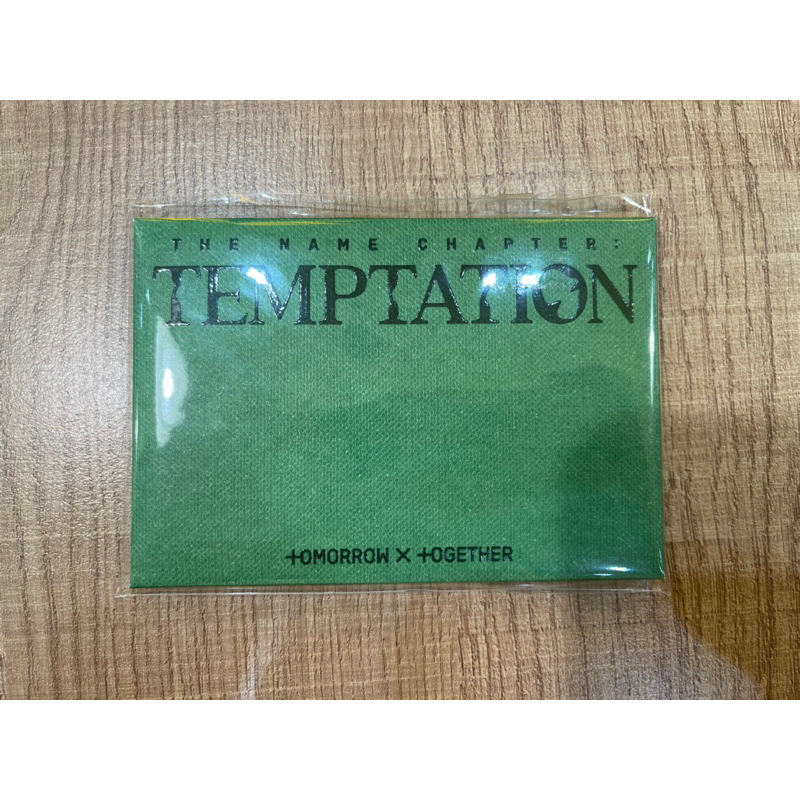 THE NAME CHAPTER:
TEMPTATION
TOMORROW X TOGETHER